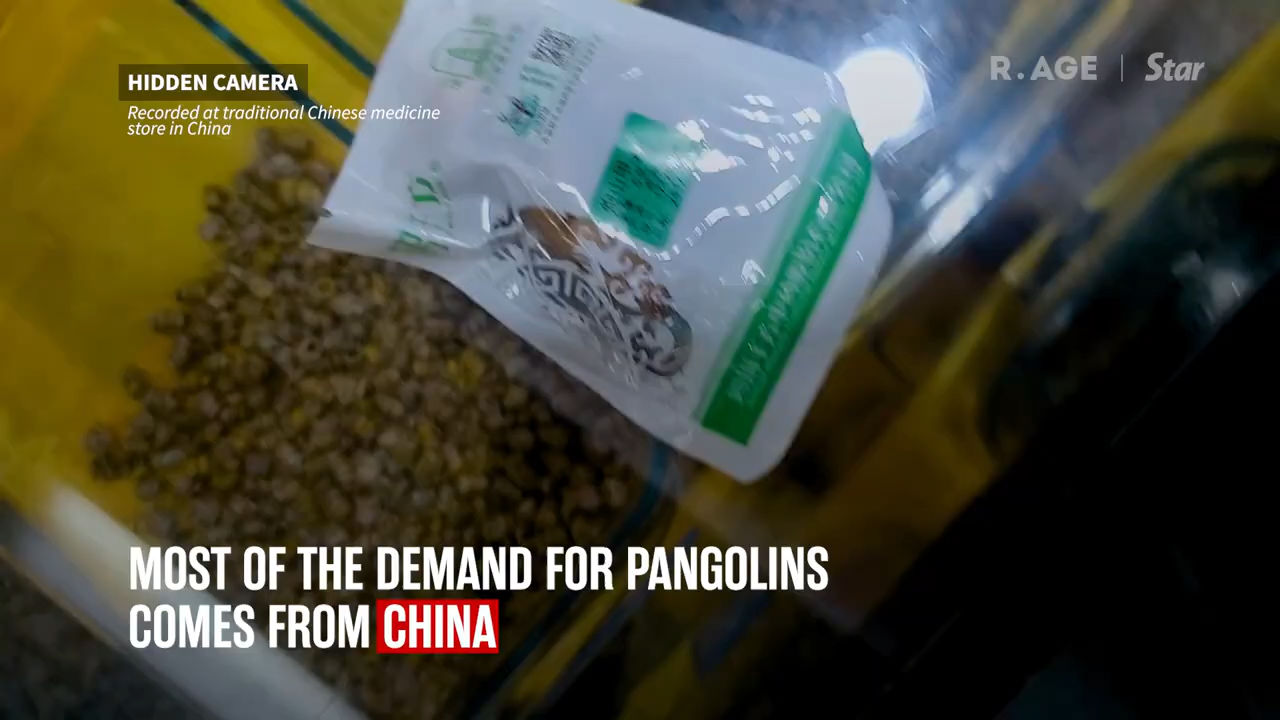 HIDDEN CAMERA
Recorded at traditional Chinese medicine
store in China
R.AGE | Star
MOST OF THE DEMAND FOR PANGOLINS
COMES FROM CHINA